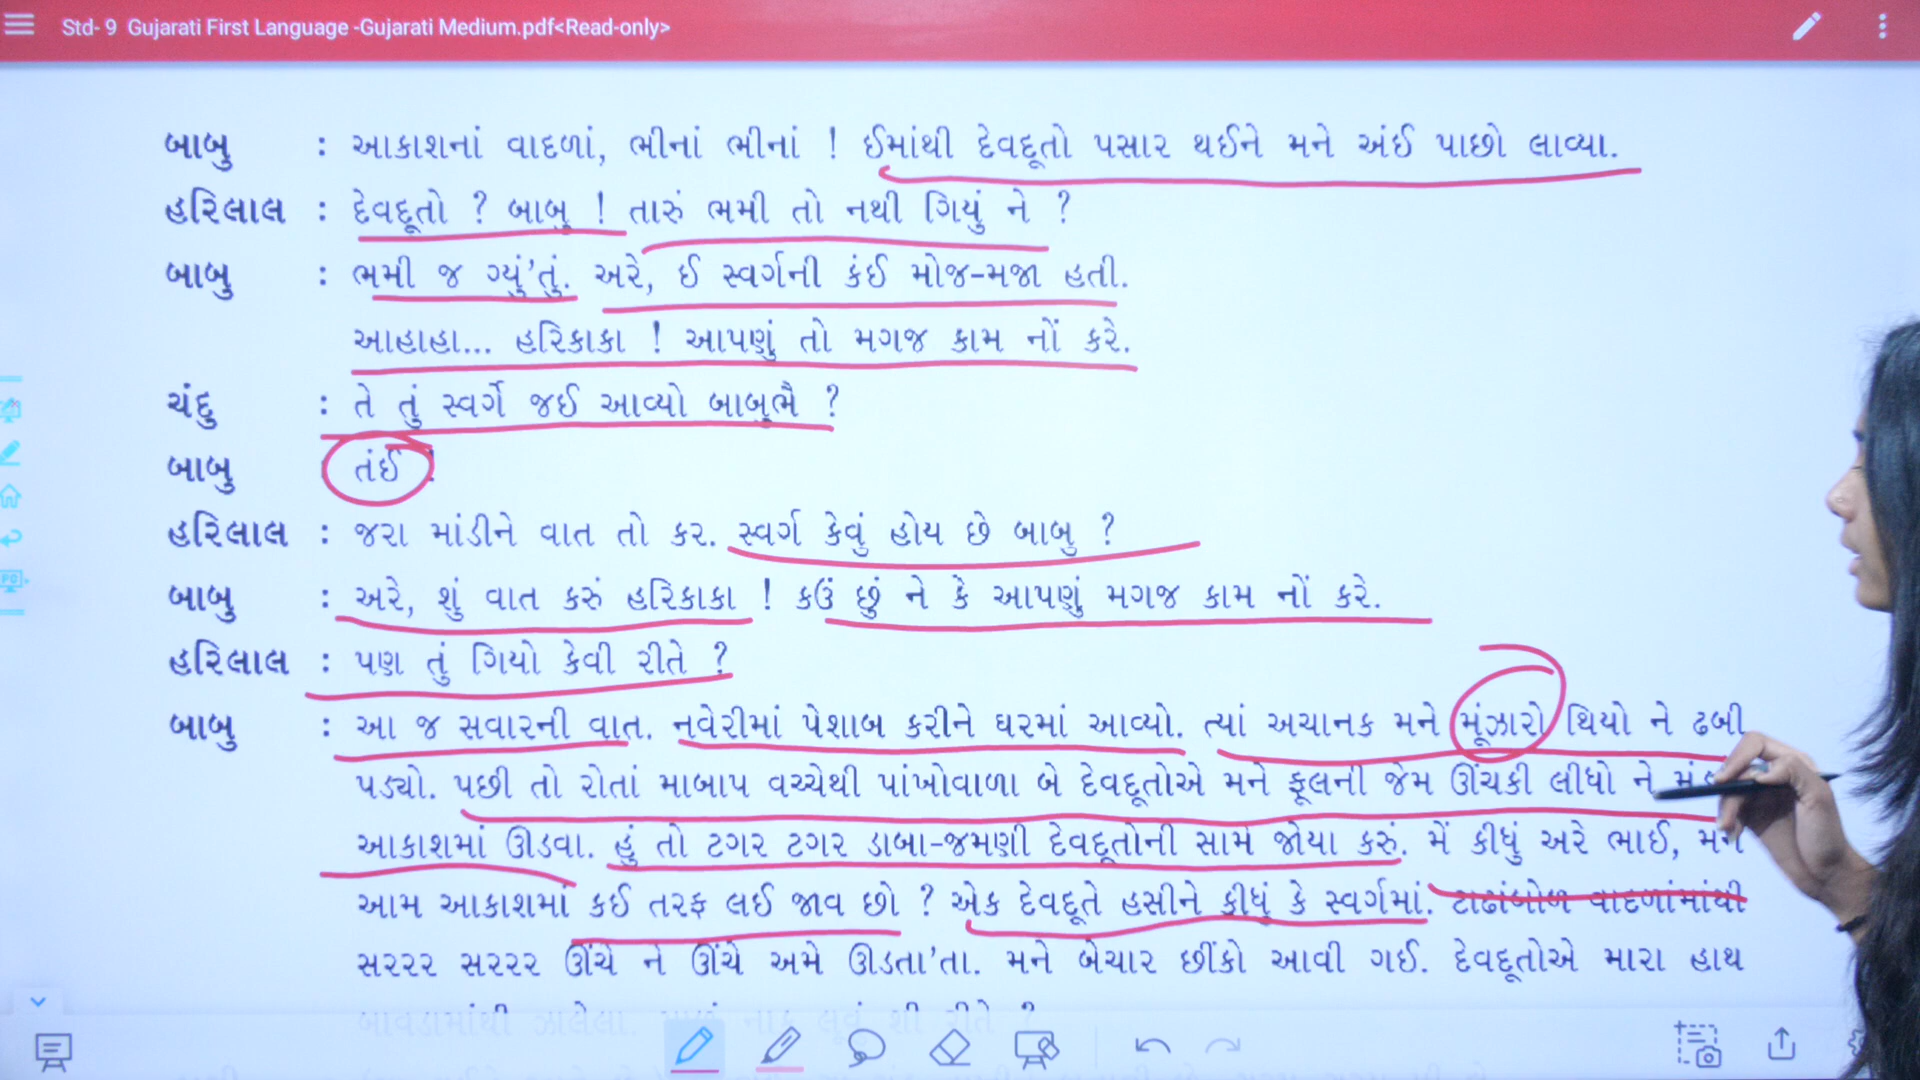 Std- 9 Gujarati First Language -Gujarati Medium.pdf<Read-only>
બાબુ : આકાશનાં વાદળાં, ભીનાં ભીનાં ! ઈમાંથી દેવદૂતો પસાર થઈને મને અંઈ પાછો લાવ્યા.
હરિલાલ : દેવદૂતો ? બાબુ ! તારું ભમી તો નથી ગિયું ને ?
બાબુ : ભમી જ ગ્યું'તું. અરે, ઈ સ્વર્ગની કંઈ મોજ-મજા હતી.
આહાહા... હરિકાકા ! આપણું તો મગજ કામ નોં કરે.
ચંદુ : તે તું સ્વર્ગે જઈ આવ્યો બાબુભૈ ?
બાબુ : તંઈ !
હરિલાલ : જરા માંડીને વાત તો કર. સ્વર્ગ કેવું હોય છે બાબુ ?
બાબુ : અરે, શું વાત કરું હરિકાકા ! કઉં છું ને કે આપણું મગજ કામ નોં કરે.
હરિલાલ : પણ તું ગિયો કેવી રીતે ?
બાબુ : આ જ સવારની વાત. નવેરીમાં પેશાબ કરીને ઘરમાં આવ્યો. ત્યાં અચાનક મને મૂંઝારો થિયો ને ઢબી
પડ્યો. પછી તો રોતાં માબાપ વચ્ચેથી પાંખોવાળા બે દેવદૂતોએ મને ફૂલની જેમ ઊંચકી લીધો ને
આકાશમાં ઊડવા. હું તો ટગર ટગર ડાબા-જમણી દેવદૂતોની સામે જોયા કરું. મેં કીધું અરે ભાઈ, મને
આમ આકાશમાં કઈ તરફ લઈ જાવ છો ? એક દેવદૂતે હસીને કીધું કે સ્વર્ગમાં. ટાઢાંબોળ વાદળાંમાંથી
સરરર સરરર ઊંચે ને ઊંચે અમે ઊડતા'તા. મને બેચાર છીંકો આવી ગઈ. દેવદૂતોએ મારા હાથ
બાવડામાંથી ઝાલેલા.